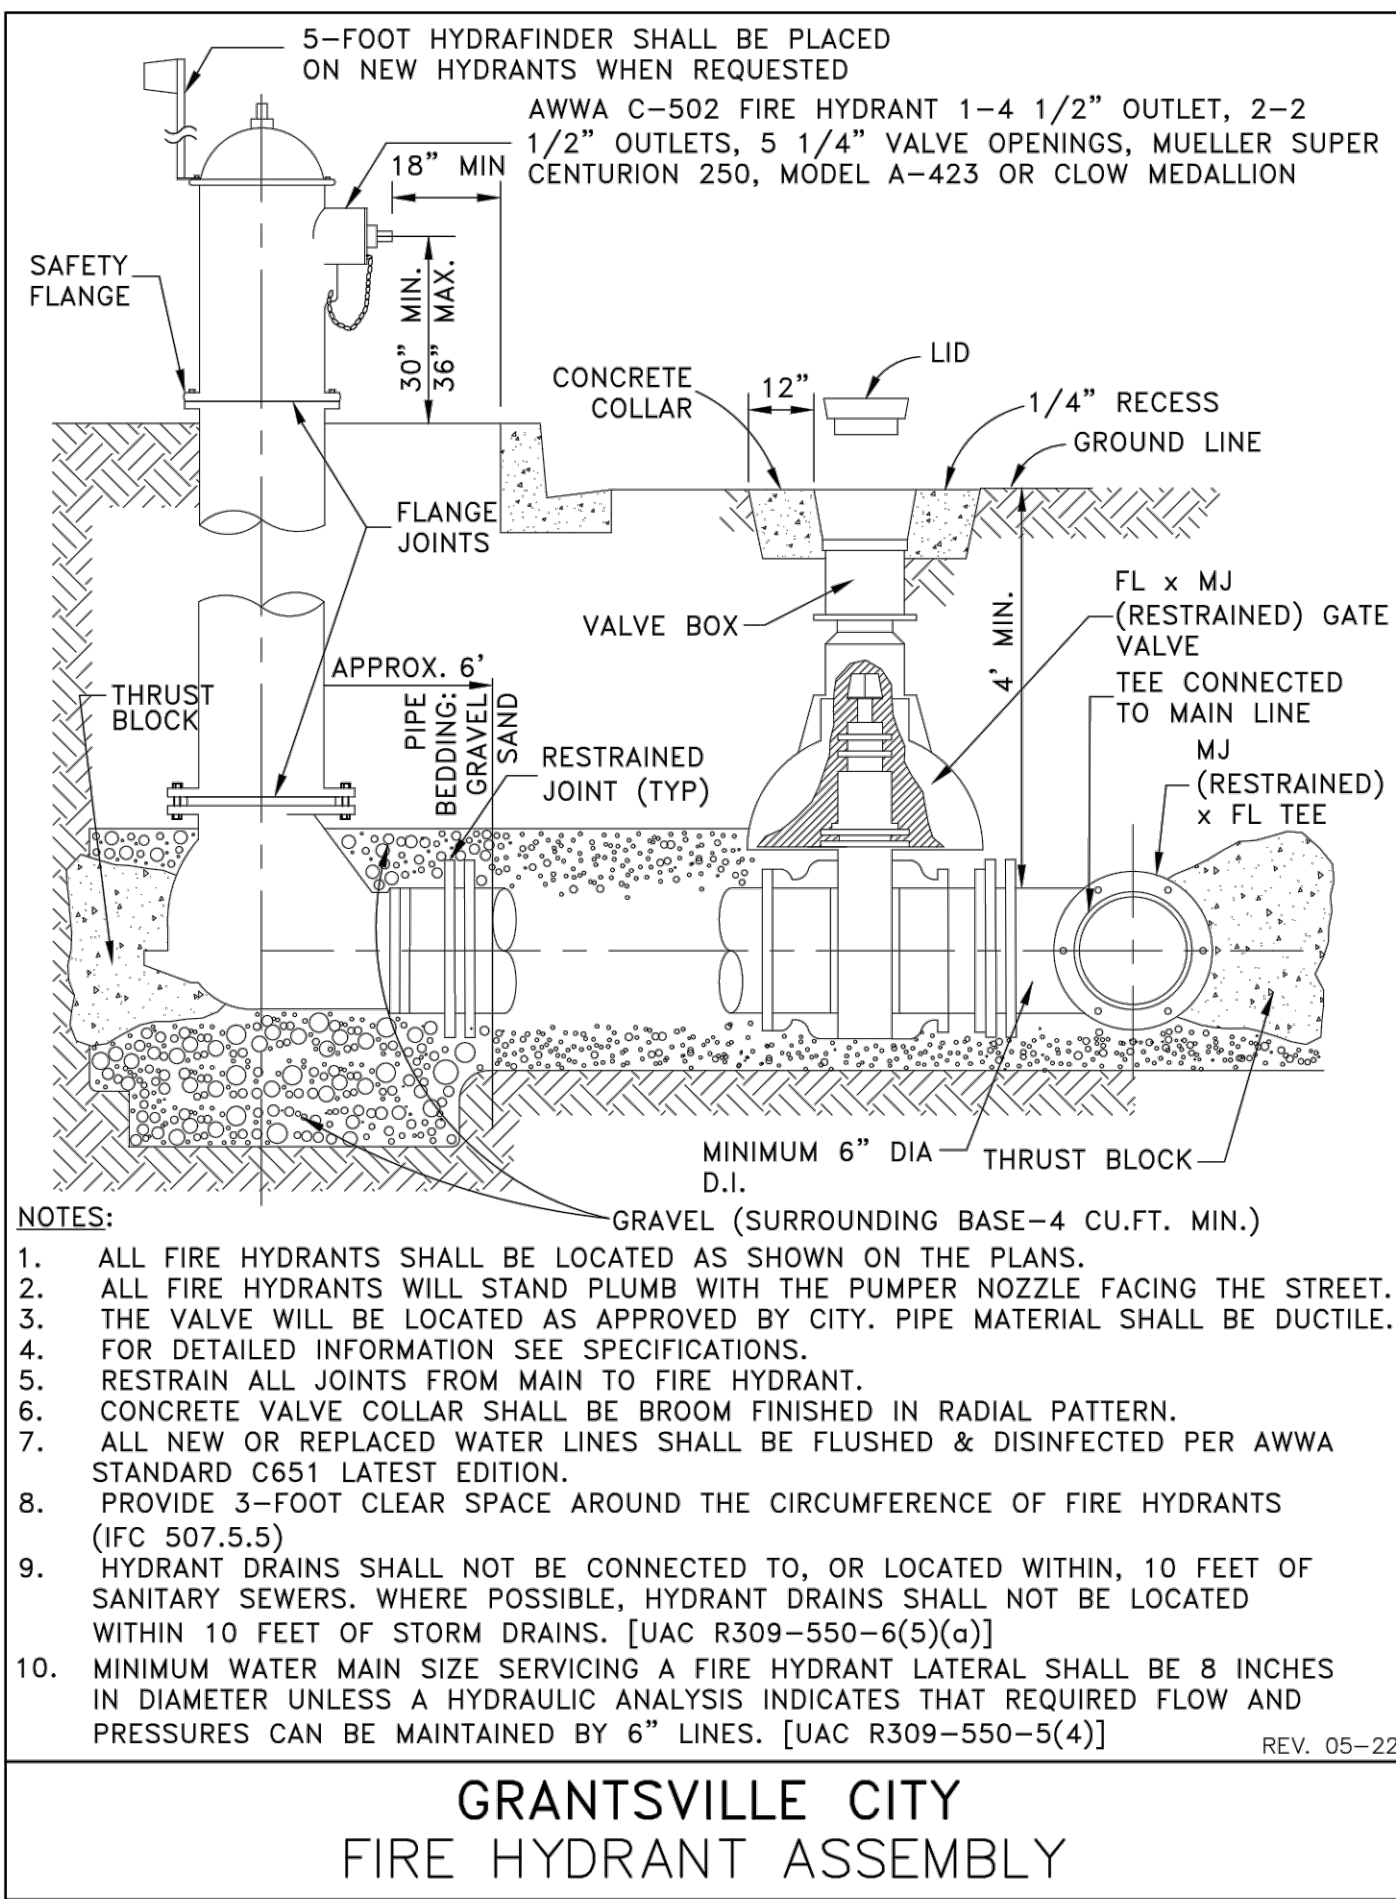 5-FOOT HYDRAFINDER SHALL BE PLACED
ON NEW HYDRANTS WHEN REQUESTED
AWWA C-502 FIRE HYDRANT 1-4 1/2" OUTLET, 2-2
1/2" OUTLETS, 5 1/4" VALVE OPENINGS, MUELLER SUPER
CENTURION 250, MODEL A-423 OR CLOW MEDALLION
18" MIN
SAFETY
FLANGE
30" MIN.
36" MAX.
LID
CONCRETE
COLLAR
12"
1/4" RECESS
GROUND LINE
FLANGE
JOINTS
VALVE BOX
4' MIN.
FL x MJ
(RESTRAINED) GATE
VALVE
APPROX. 6'
THRUST
BLOCK
PIPE
BEDDING:
GRAVEL
SAND
RESTRAINED
JOINT (TYP)
TEE CONNECTED
TO MAIN LINE
MJ
(RESTRAINED)
x FL TEE
MINIMUM 6" DIA
D.I.
THRUST BLOCK
GRAVEL (SURROUNDING BASE-4 CU.FT. MIN.)
NOTES:
1. ALL FIRE HYDRANTS SHALL BE LOCATED AS SHOWN ON THE PLANS.
2. ALL FIRE HYDRANTS WILL STAND PLUMB WITH THE PUMPER NOZZLE FACING THE STREET.
3. THE VALVE WILL BE LOCATED AS APPROVED BY CITY. PIPE MATERIAL SHALL BE DUCTILE.
4. FOR DETAILED INFORMATION SEE SPECIFICATIONS.
5. RESTRAIN ALL JOINTS FROM MAIN TO FIRE HYDRANT.
6. CONCRETE VALVE COLLAR SHALL BE BROOM FINISHED IN RADIAL PATTERN.
7. ALL NEW OR REPLACED WATER LINES SHALL BE FLUSHED & DISINFECTED PER AWWA
STANDARD C651 LATEST EDITION.
8. PROVIDE 3-FOOT CLEAR SPACE AROUND THE CIRCUMFERENCE OF FIRE HYDRANTS
(IFC 507.5.5)
9. HYDRANT DRAINS SHALL NOT BE CONNECTED TO, OR LOCATED WITHIN, 10 FEET OF
SANITARY SEWERS. WHERE POSSIBLE, HYDRANT DRAINS SHALL NOT BE LOCATED
WITHIN 10 FEET OF STORM DRAINS. [UAC R309-550-6(5)(a)]
10. MINIMUM WATER MAIN SIZE SERVICING A FIRE HYDRANT LATERAL SHALL BE 8 INCHES
IN DIAMETER UNLESS A HYDRAULIC ANALYSIS INDICATES THAT REQUIRED FLOW AND
PRESSURES CAN BE MAINTAINED BY 6" LINES. [UAC R309-550-5(4)]
REV. 05-22
GRANTSVILLE CITY
FIRE HYDRANT ASSEMBLY